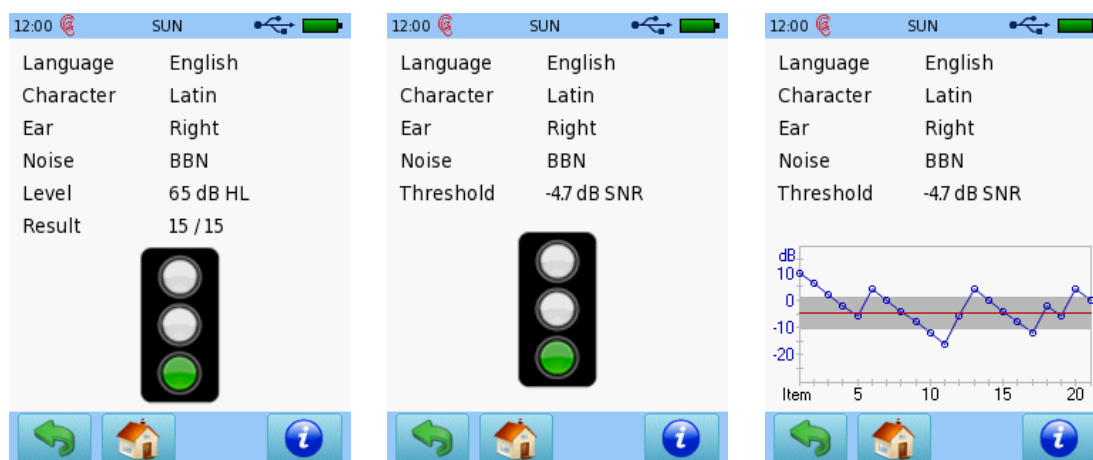 12:00 SUN
Language English
Character Latin
Ear Right
Noise BBN
Level 65 dB HL
Result 15 / 15
i
12:00 SUN
Language English
Character Latin
Ear Right
Noise BBN
Threshold -4.7 dB SNR
i
12:00 SUN
Language English
Character Latin
Ear Right
Noise BBN
Threshold -4.7 dB SNR
dB
10
0
-10
-20
Item 5 10 15 20
i